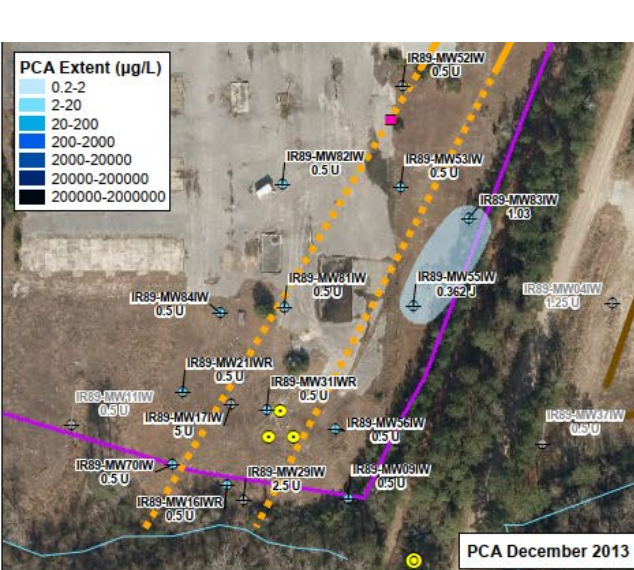 PCA Extent (µg/L)
0.2-2
2-20
20-200
200-2000
2000-20000
20000-200000
200000-2000000
IR89-MW52IW
0.5 U
IR89-MW82IW
0.5 U
IR89-MW53IW
0.5 U
IR89-MW83IW
1.03
IR89-MW81IW
0.5 U
IR89-MW55IW
0.362 J
IR89-MW04IW
1.25 U
IR89-MW84IW
0.5 U
IR89-MW21IWR
0.5 U
IR89-MW31IWR
0.5 U
IR89-MW11IW
0.5 U
IR89-MW17IW
5 U
IR89-MW56IW
0.5 U
IR89-MW37IW
0.5 U
IR89-MW70IW
0.5 U
IR89-MW29IW
2.5 U
IR89-MW09IW
0.5 U
IR89-MW16IWR
0.5 U
PCA December 2013